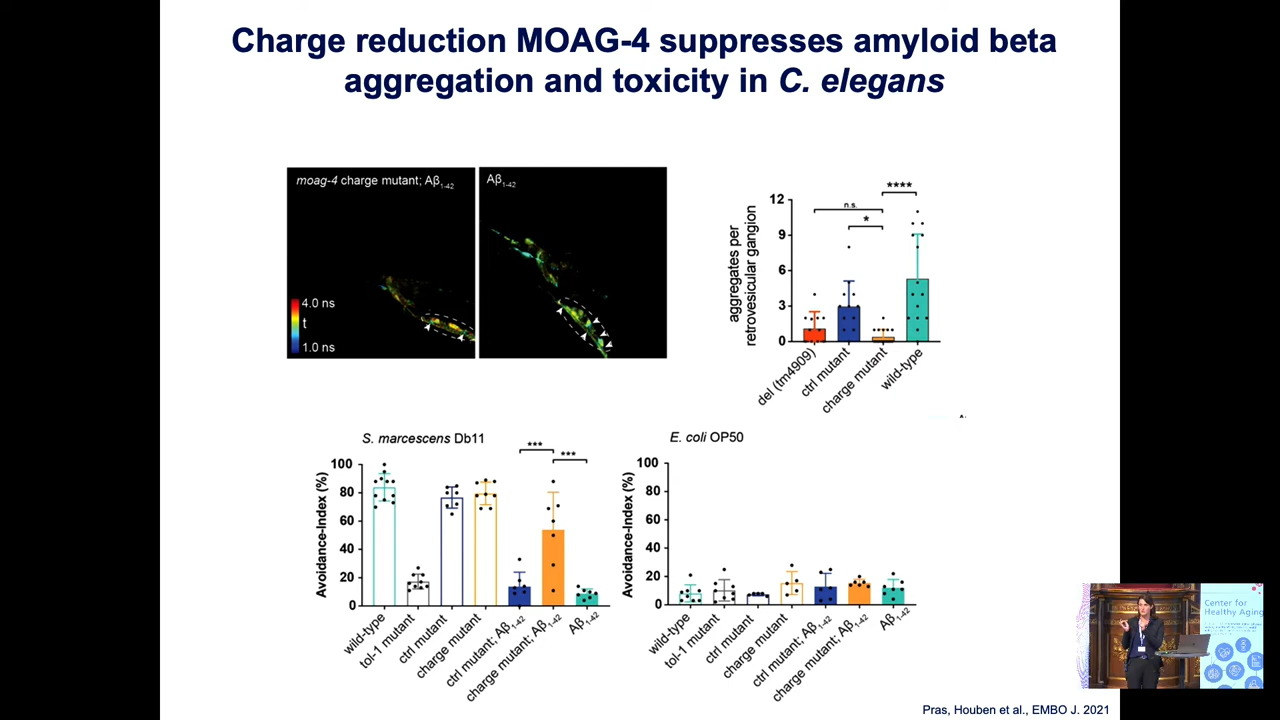 Charge reduction MOAG-4 suppresses amyloid beta
aggregation and toxicity in C. elegans
moag-4 charge mutant; Aβ1-42
4.0 ns
t
1.0 ns
Aβ1-42
aggregates per
retrovesicular gangion
12
9
6
3
0
n.s.
*
****
del (tm4909)
ctrl mutant
charge mutant
wild-type
S. marcescens Db11
Avoidance-Index (%)
100
80
60
40
20
0
***
***
wild-type
tol-1 mutant
ctrl mutant
charge mutant
ctrl mutant; Aβ1-42
charge mutant; Aβ1-42
Aβ1-42
E. coli OP50
Avoidance-Index (%)
100
80
60
40
20
0
wild-type
tol-1 mutant
ctrl mutant
charge mutant
ctrl mutant; Aβ1-42
charge mutant; Aβ1-42
Aβ1-42
Center for
Healthy Aging
Pras, Houben et al., EMBO J. 2021